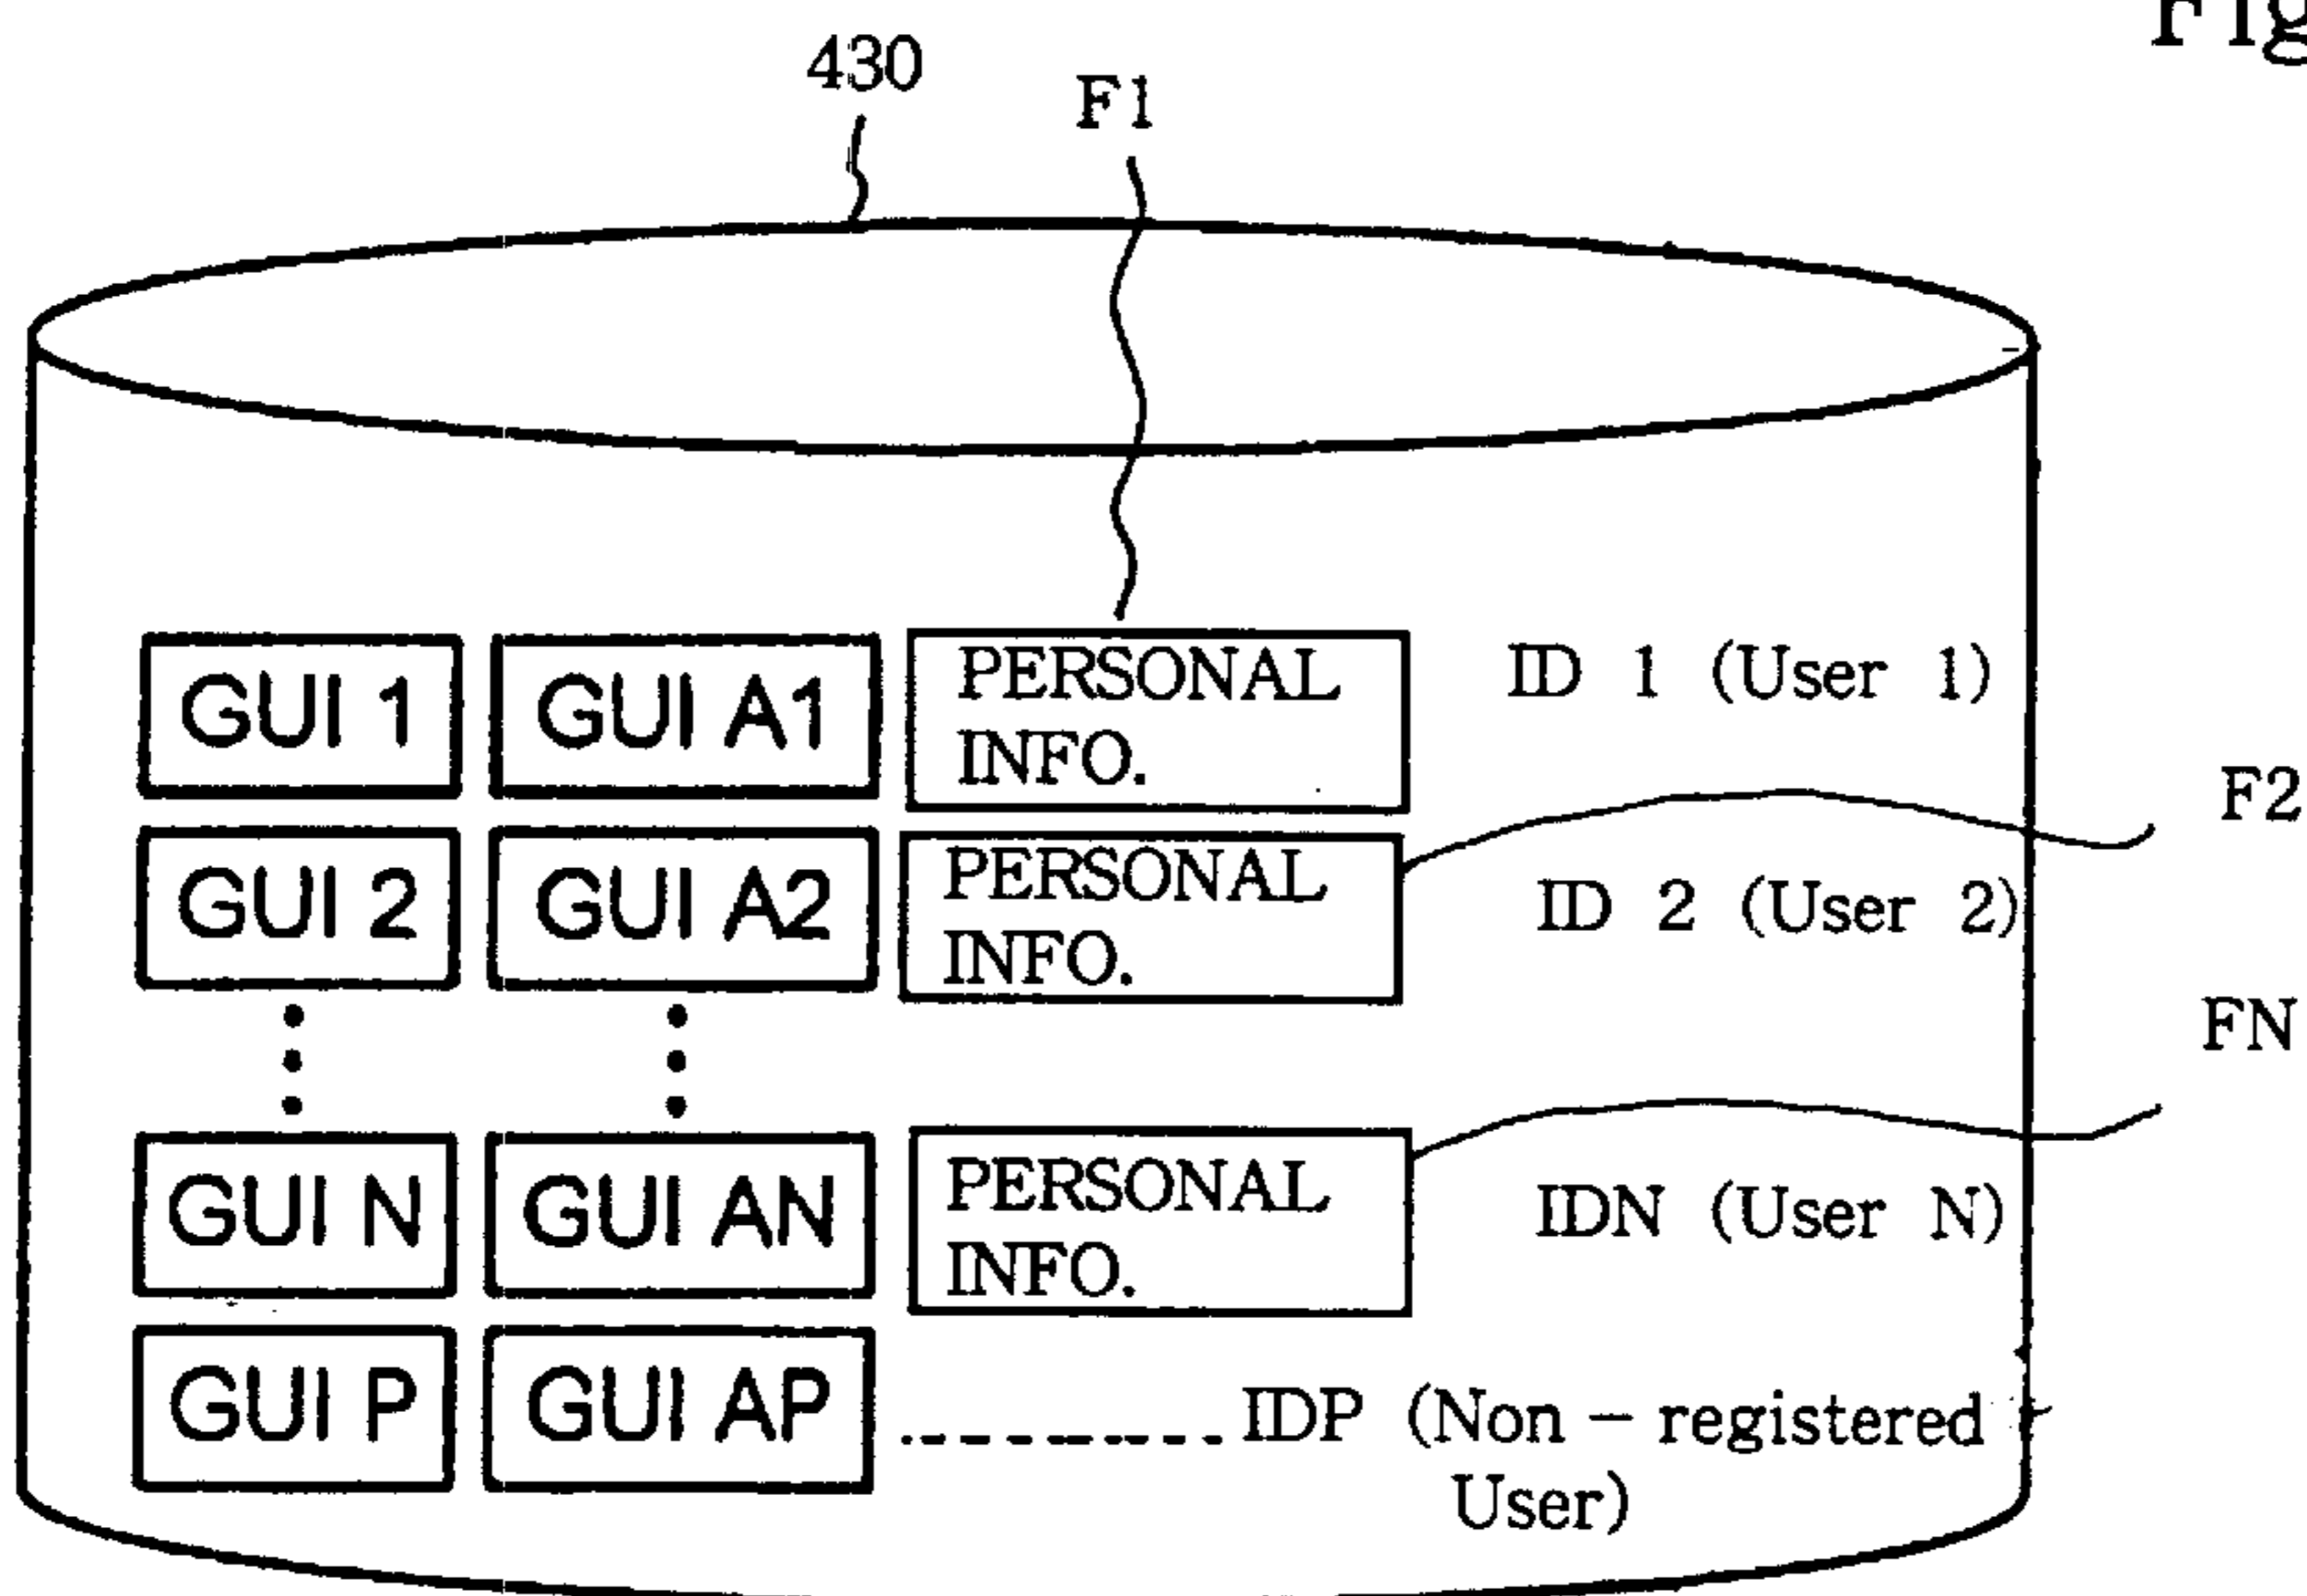 Fig
430
F1
GUI 1 GUI A1 PERSONAL INFO. ID 1 (User 1)
F2
GUI 2 GUI A2 PERSONAL INFO. ID 2 (User 2)
FN
GUI N GUI AN PERSONAL INFO. IDN (User N)
GUI P GUI AP IDP (Non - registered
User)